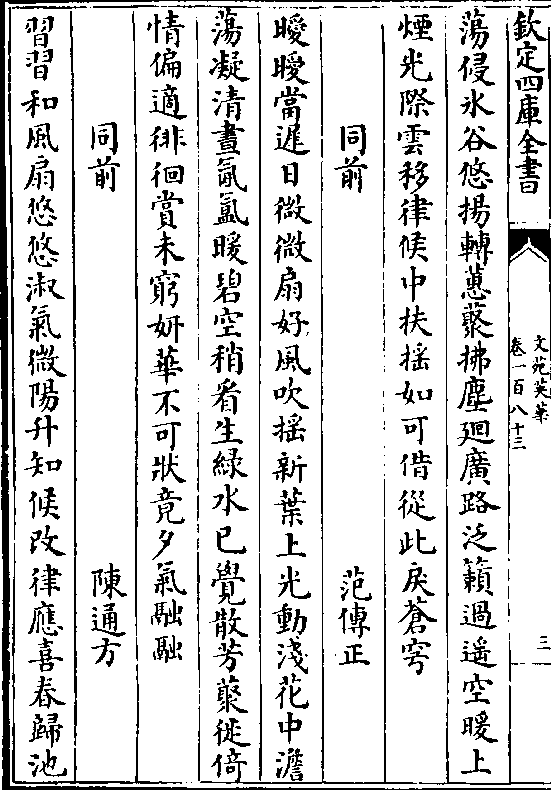 欽定四庫全書
文苑英華
卷一百八十三
三
蕩侵氷谷悠揚轉蕙藂拂塵廻廣路泛籟過遥空暖上
煙光際雲移律候中扶揺如可借從此戾蒼穹
同前
范傳正
曖曖當遲日微微扇好風吹揺新葉上光動淺花中澹
蕩凝清晝氤氲暖碧空稍看生緑水已覺散芳藂徙倚
情偏適徘徊賞未窮妍華不可狀竟夕氣融融
同前
陳通方
習習和風扇悠悠淑氣微陽升知候改律應喜春歸池